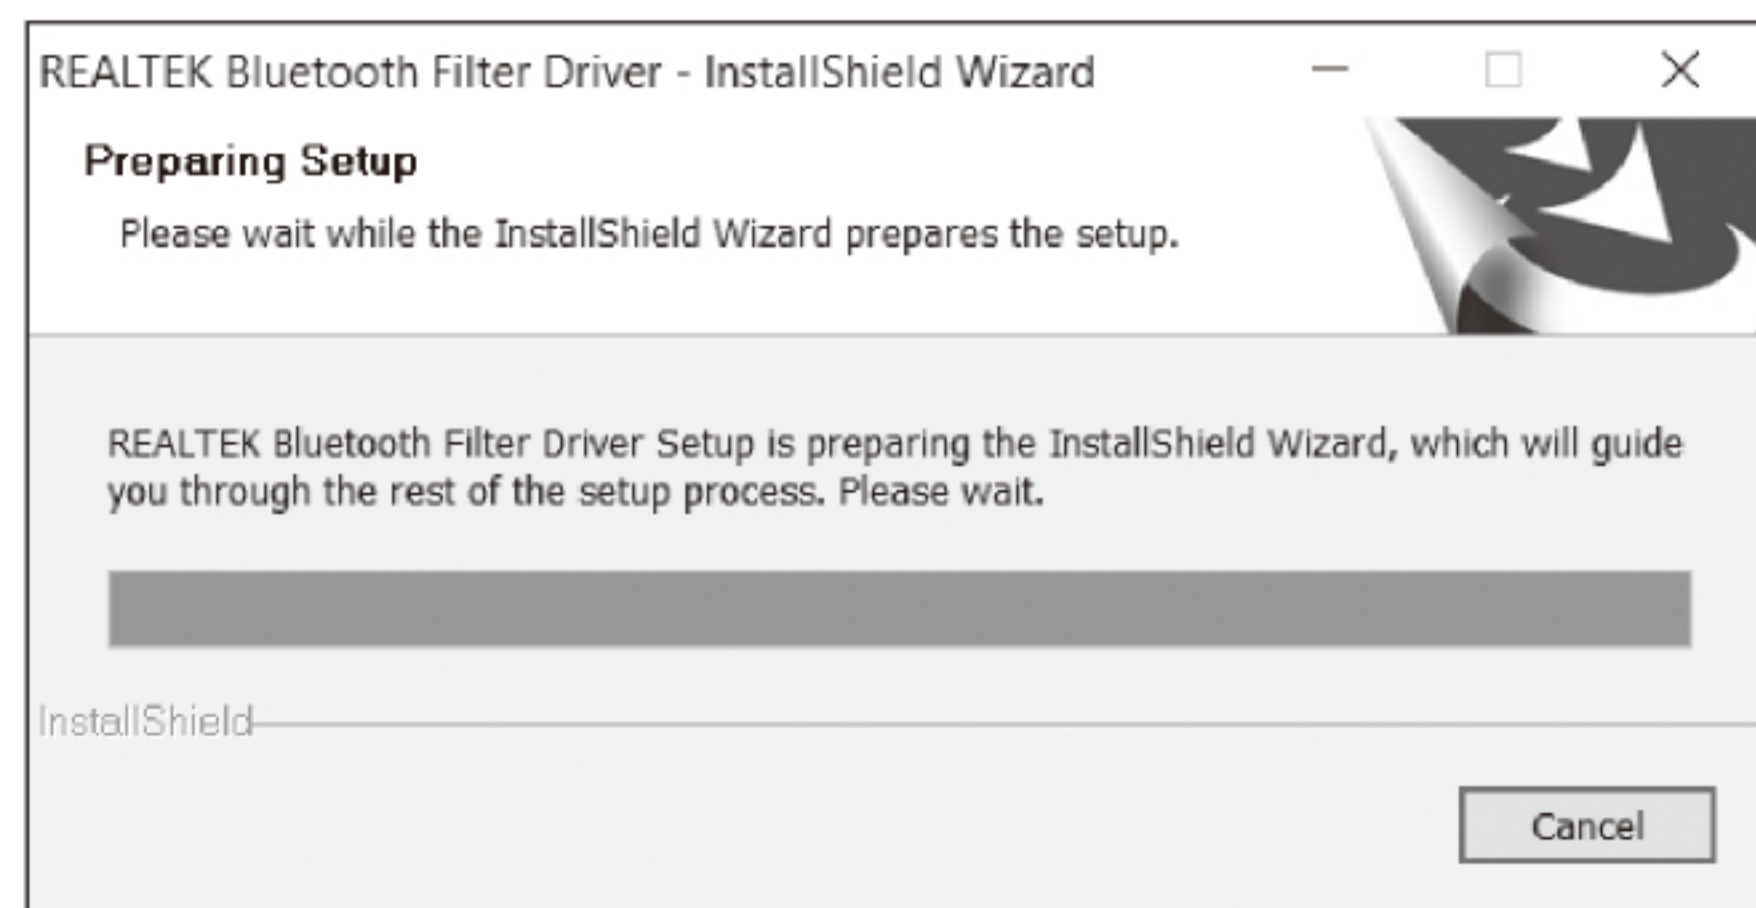 REALTEK Bluetooth Filter Driver - InstallShield Wizard
Preparing Setup
Please wait while the InstallShield Wizard prepares the setup.
REALTEK Bluetooth Filter Driver Setup is preparing the InstallShield Wizard, which will guide
you through the rest of the setup process. Please wait.
InstallShield
Cancel